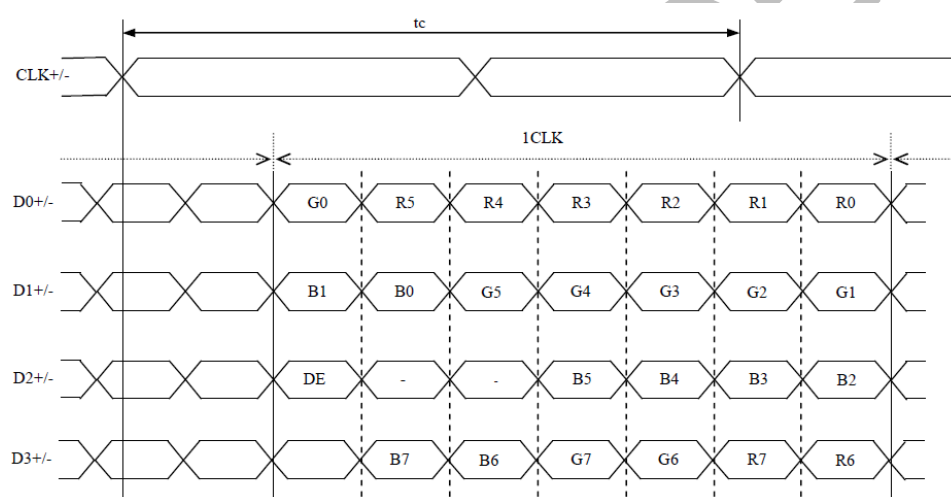 tc
CLK+/-
1CLK
D0+/- G0 R5 R4 R3 R2 R1 R0
D1+/- B1 B0 G5 G4 G3 G2 G1
D2+/- DE - - B5 B4 B3 B2
D3+/- B7 B6 G7 G6 R7 R6